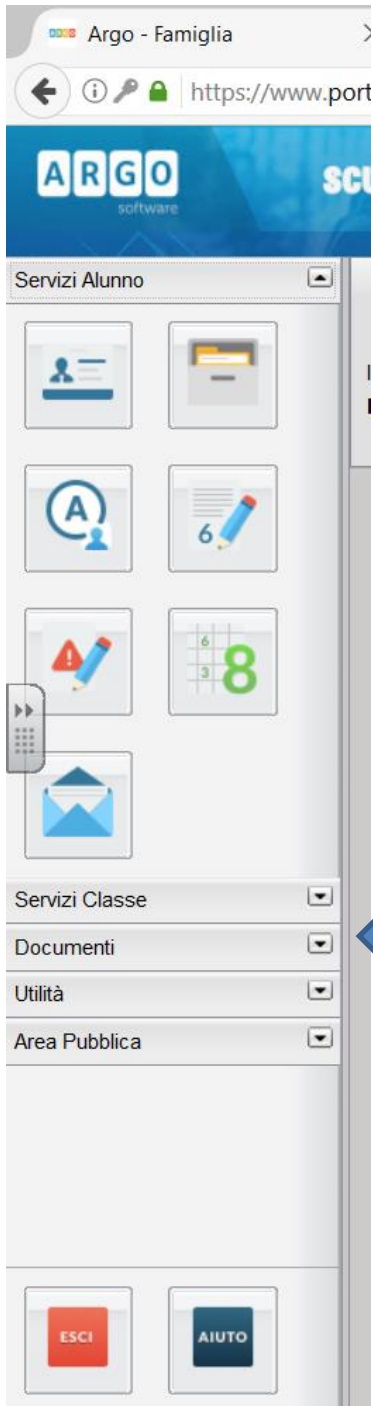 Argo - Famiglia
https://www.port
ARGO
software
SCU
Servizi Alunno
A
6
6
3
8
Servizi Classe
Documenti
Utilità
Area Pubblica
ESCI
AIUTO